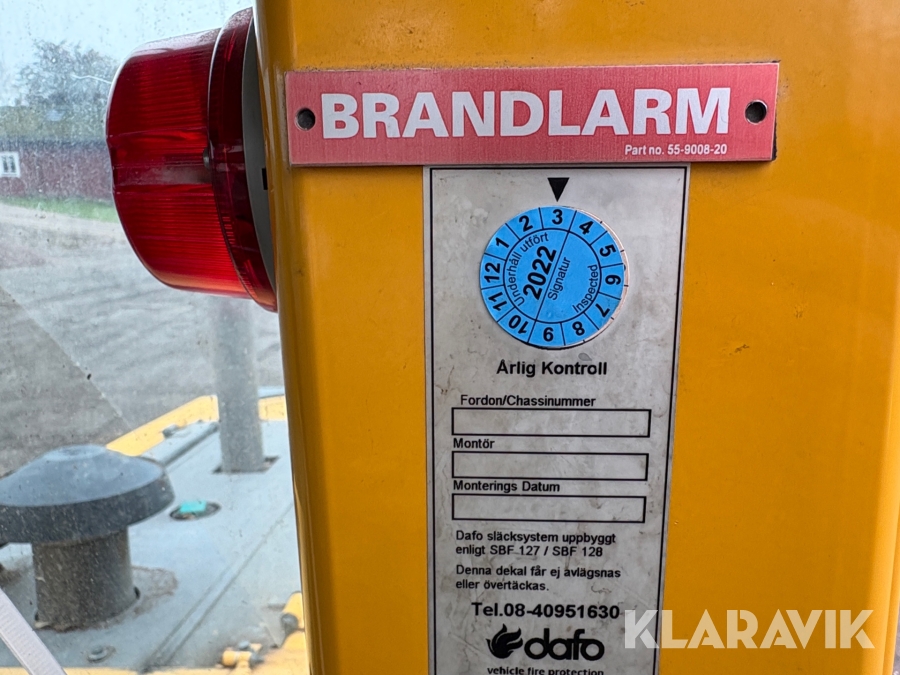 BRANDLARM
Part no. 55-9008-20
1 2 3 4 5 6 7 8 9 10 11 12
Underhåll utfört
2022
Signatur
Inspected
Årlig Kontroll
Fordon/Chassinummer
Montör
Monterings Datum
Dafo släcksystem uppbyggt
enligt SBF 127 / SBF 128
Denna dekal får ej avlägsnas
eller övertäckas.
Tel.08-40951630
dafo
vehicle fire protection
KLARAVIK